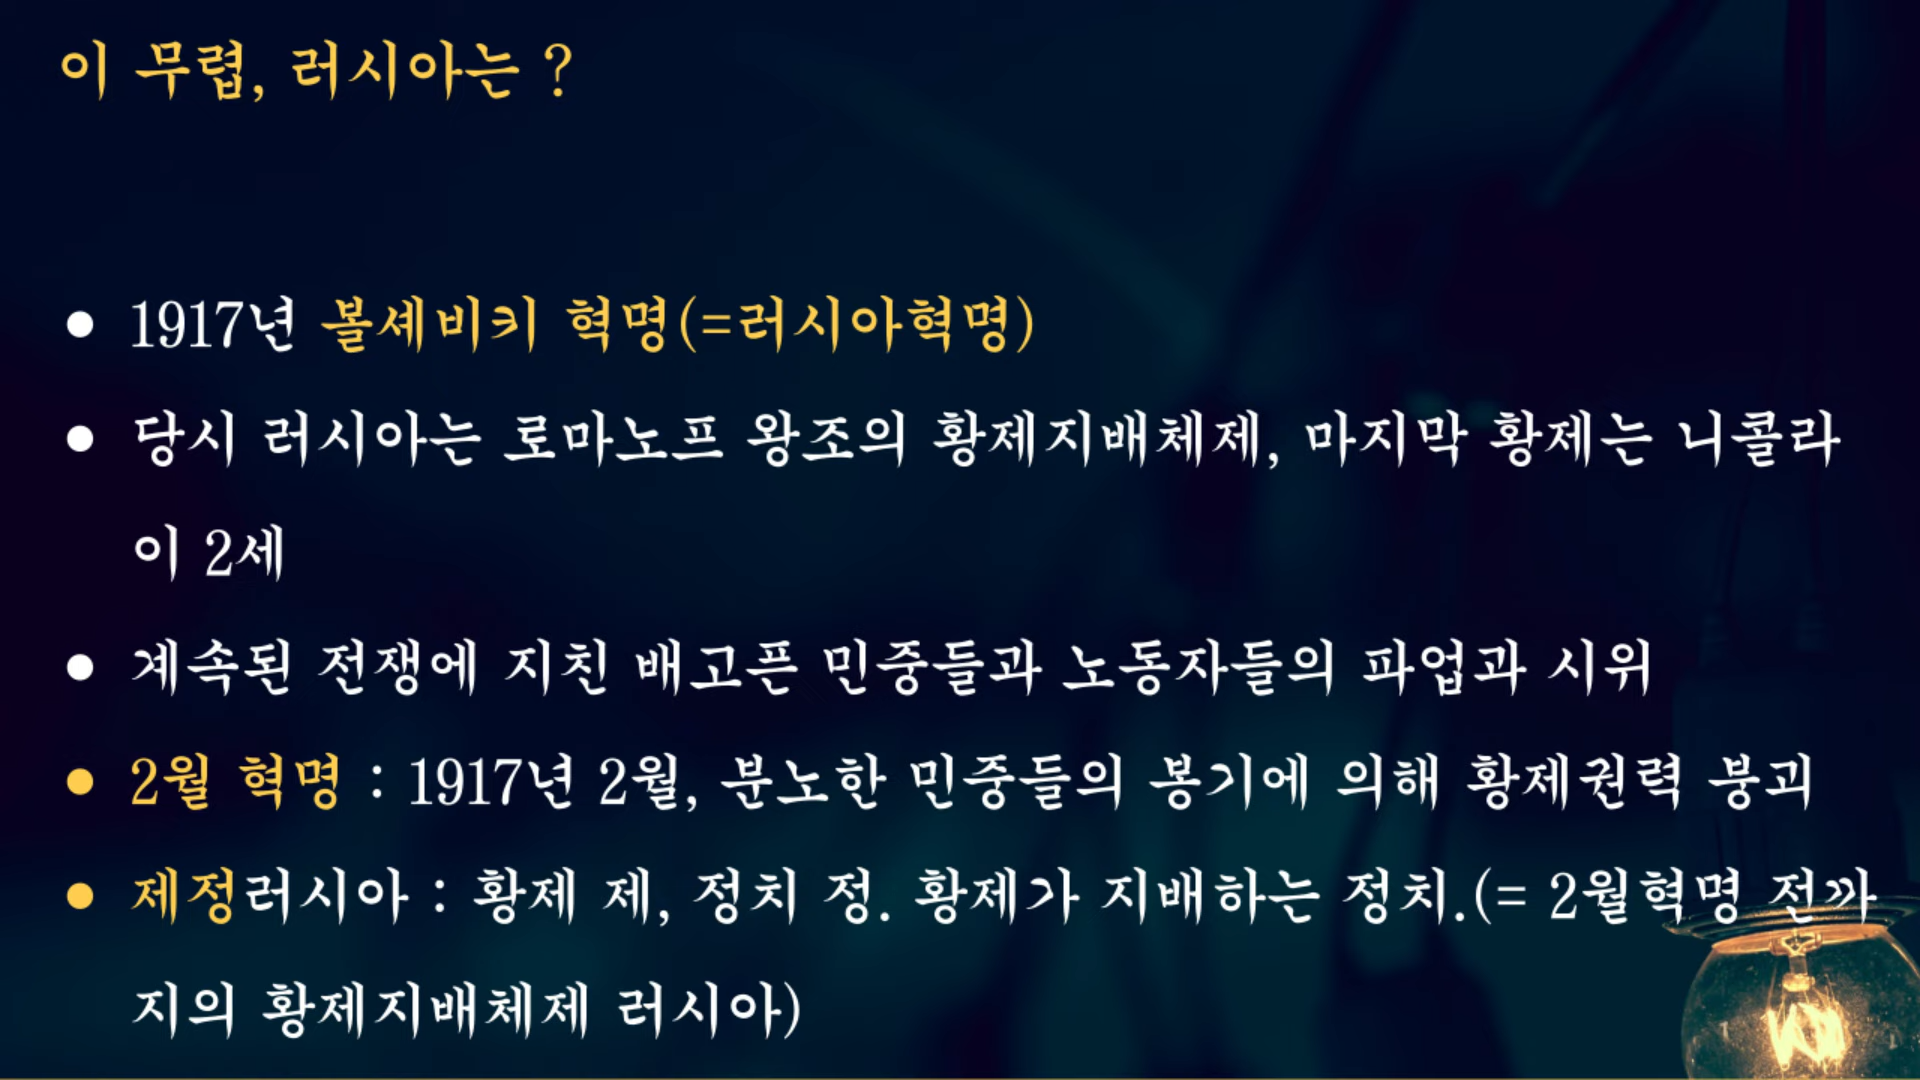 이 무렵, 러시아는 ?
● 1917년 볼셰비키 혁명(=러시아혁명)
● 당시 러시아는 로마노프 왕조의 황제지배체제, 마지막 황제는 니콜라
이 2세
● 계속된 전쟁에 지친 배고픈 민중들과 노동자들의 파업과 시위
● 2월 혁명 : 1917년 2월, 분노한 민중들의 봉기에 의해 황제권력 붕괴
● 제정러시아 : 황제 제, 정치 정. 황제가 지배하는 정치.(= 2월혁명 전까
지의 황제지배체제 러시아)